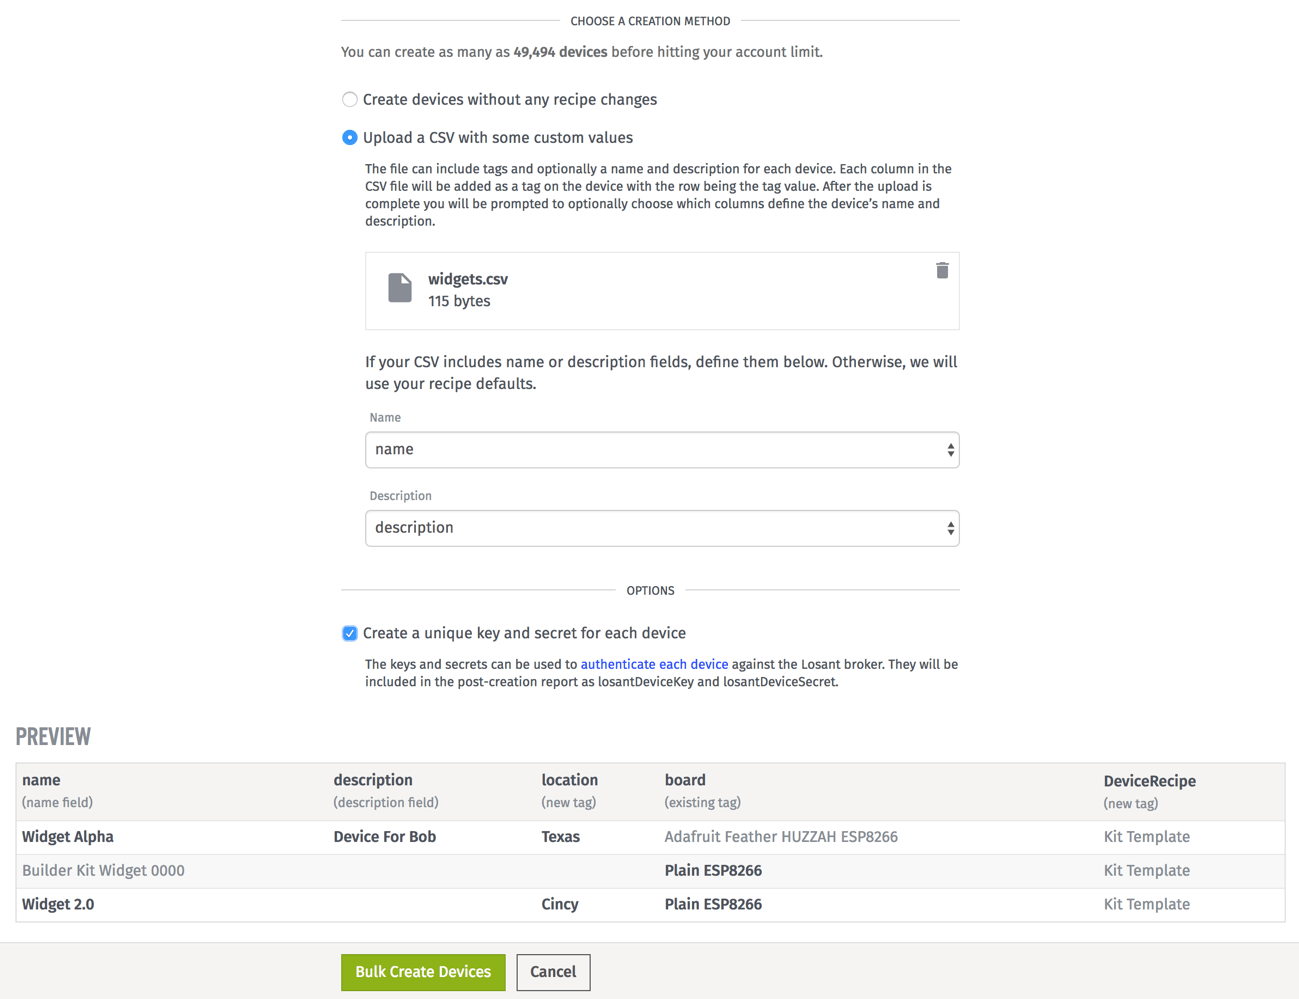 CHOOSE A CREATION METHOD
You can create as many as 49,494 devices before hitting your account limit.
Create devices without any recipe changes
Upload a CSV with some custom values
The file can include tags and optionally a name and description for each device. Each column in the
CSV file will be added as a tag on the device with the row being the tag value. After the upload is
complete you will be prompted to optionally choose which columns define the device's name and
description.
widgets.csv
115 bytes
If your CSV includes name or description fields, define them below. Otherwise, we will
use your recipe defaults.
Name
name
Description
description
OPTIONS
Create a unique key and secret for each device
The keys and secrets can be used to authenticate each device against the Losant broker. They will be
included in the post-creation report as losantDeviceKey and losantDeviceSecret.
PREVIEW
name description location board DeviceRecipe
(name field) (description field) (new tag) (existing tag) (new tag)
Widget Alpha Device For Bob Texas Adafruit Feather HUZZAH ESP8266 Kit Template
Builder Kit Widget 0000 Plain ESP8266 Kit Template
Widget 2.0 Cincy Plain ESP8266 Kit Template
Bulk Create Devices Cancel